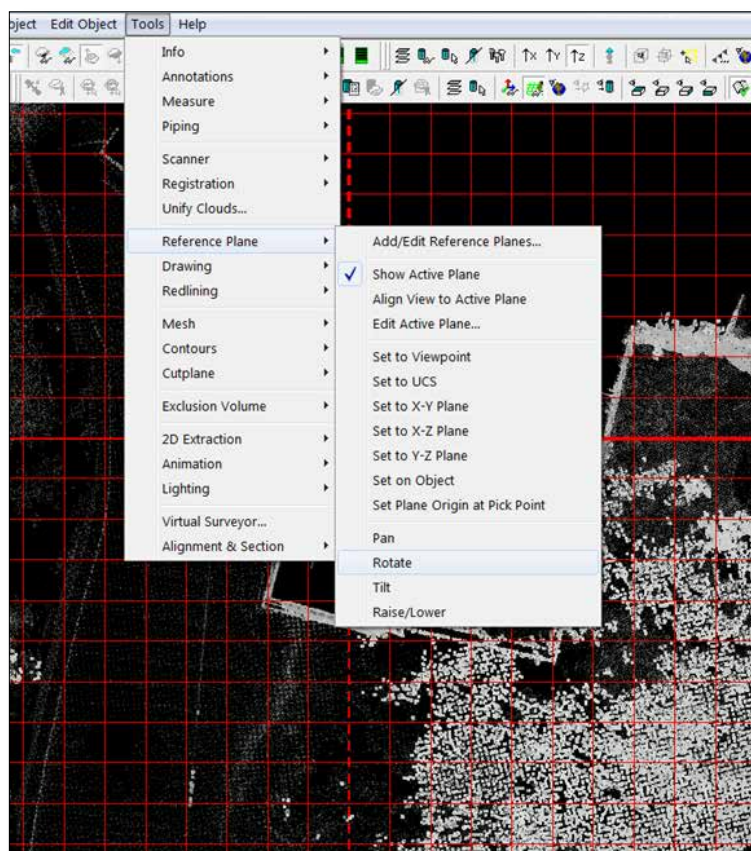 oject Edit Object Tools Help
Info
Annotations
Measure
Piping
Scanner
Registration
Unify Clouds...
Reference Plane
Drawing
Redlining
Mesh
Contours
Cutplane
Exclusion Volume
2D Extraction
Animation
Lighting
Virtual Surveyor...
Alignment & Section
Add/Edit Reference Planes...
Show Active Plane
Align View to Active Plane
Edit Active Plane...
Set to Viewpoint
Set to UCS
Set to X-Y Plane
Set to X-Z Plane
Set to Y-Z Plane
Set on Object
Set Plane Origin at Pick Point
Pan
Rotate
Tilt
Raise/Lower